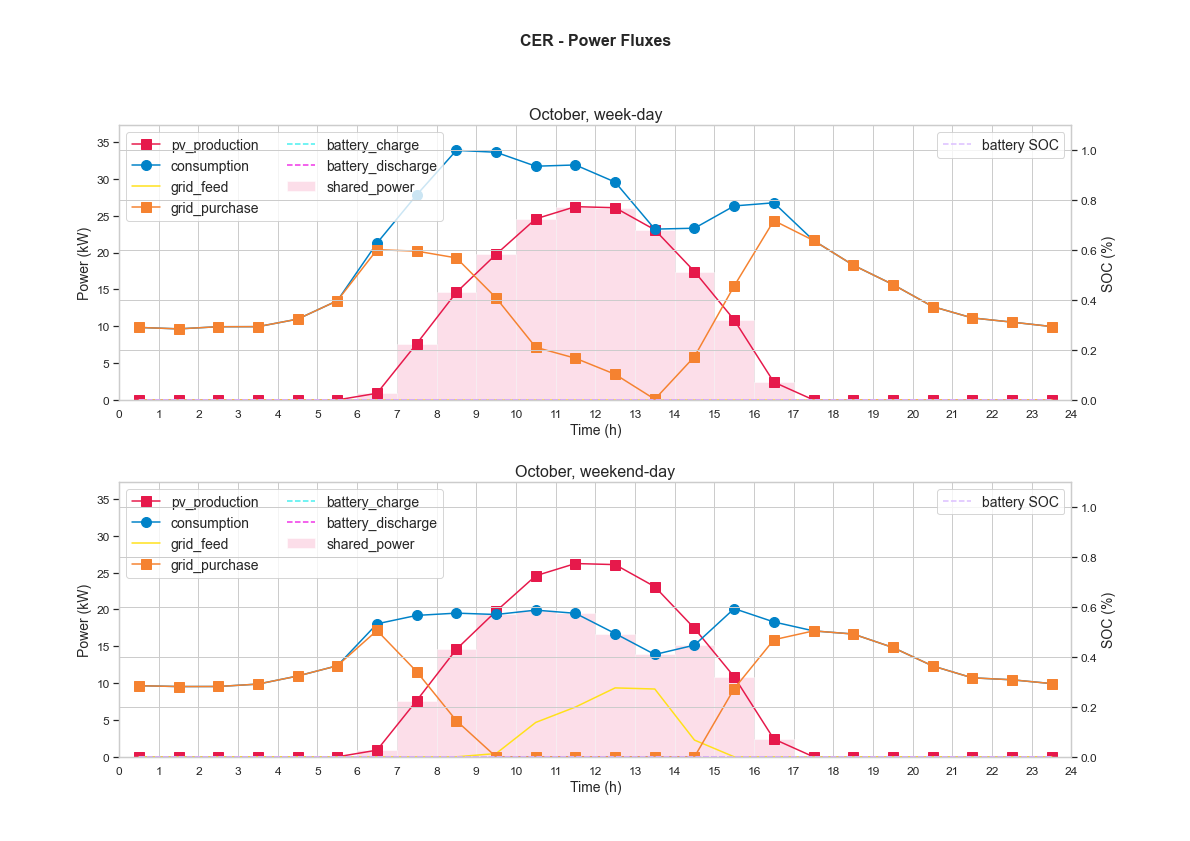 CER - Power Fluxes
October, week-day
pv_production
consumption
grid_feed
grid_purchase
battery_charge
battery_discharge
shared_power
battery SOC
Power (kW)
35
30
25
20
15
10
5
0
SOC (%)
1.0
0.8
0.6
0.4
0.2
0.0
0 1 2 3 4 5 6 7 8 9 10 11 12 13 14 15 16 17 18 19 20 21 22 23 24
Time (h)
October, weekend-day
pv_production
consumption
grid_feed
grid_purchase
battery_charge
battery_discharge
shared_power
battery SOC
Power (kW)
35
30
25
20
15
10
5
0
SOC (%)
1.0
0.8
0.6
0.4
0.2
0.0
0 1 2 3 4 5 6 7 8 9 10 11 12 13 14 15 16 17 18 19 20 21 22 23 24
Time (h)